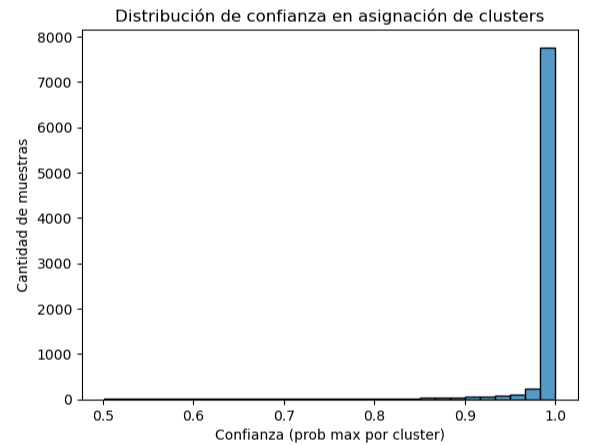 Distribución de confianza en asignación de clusters
8000
7000
6000
5000
4000
3000
2000
1000
0
Cantidad de muestras
0.5 0.6 0.7 0.8 0.9 1.0
Confianza (prob max por cluster)